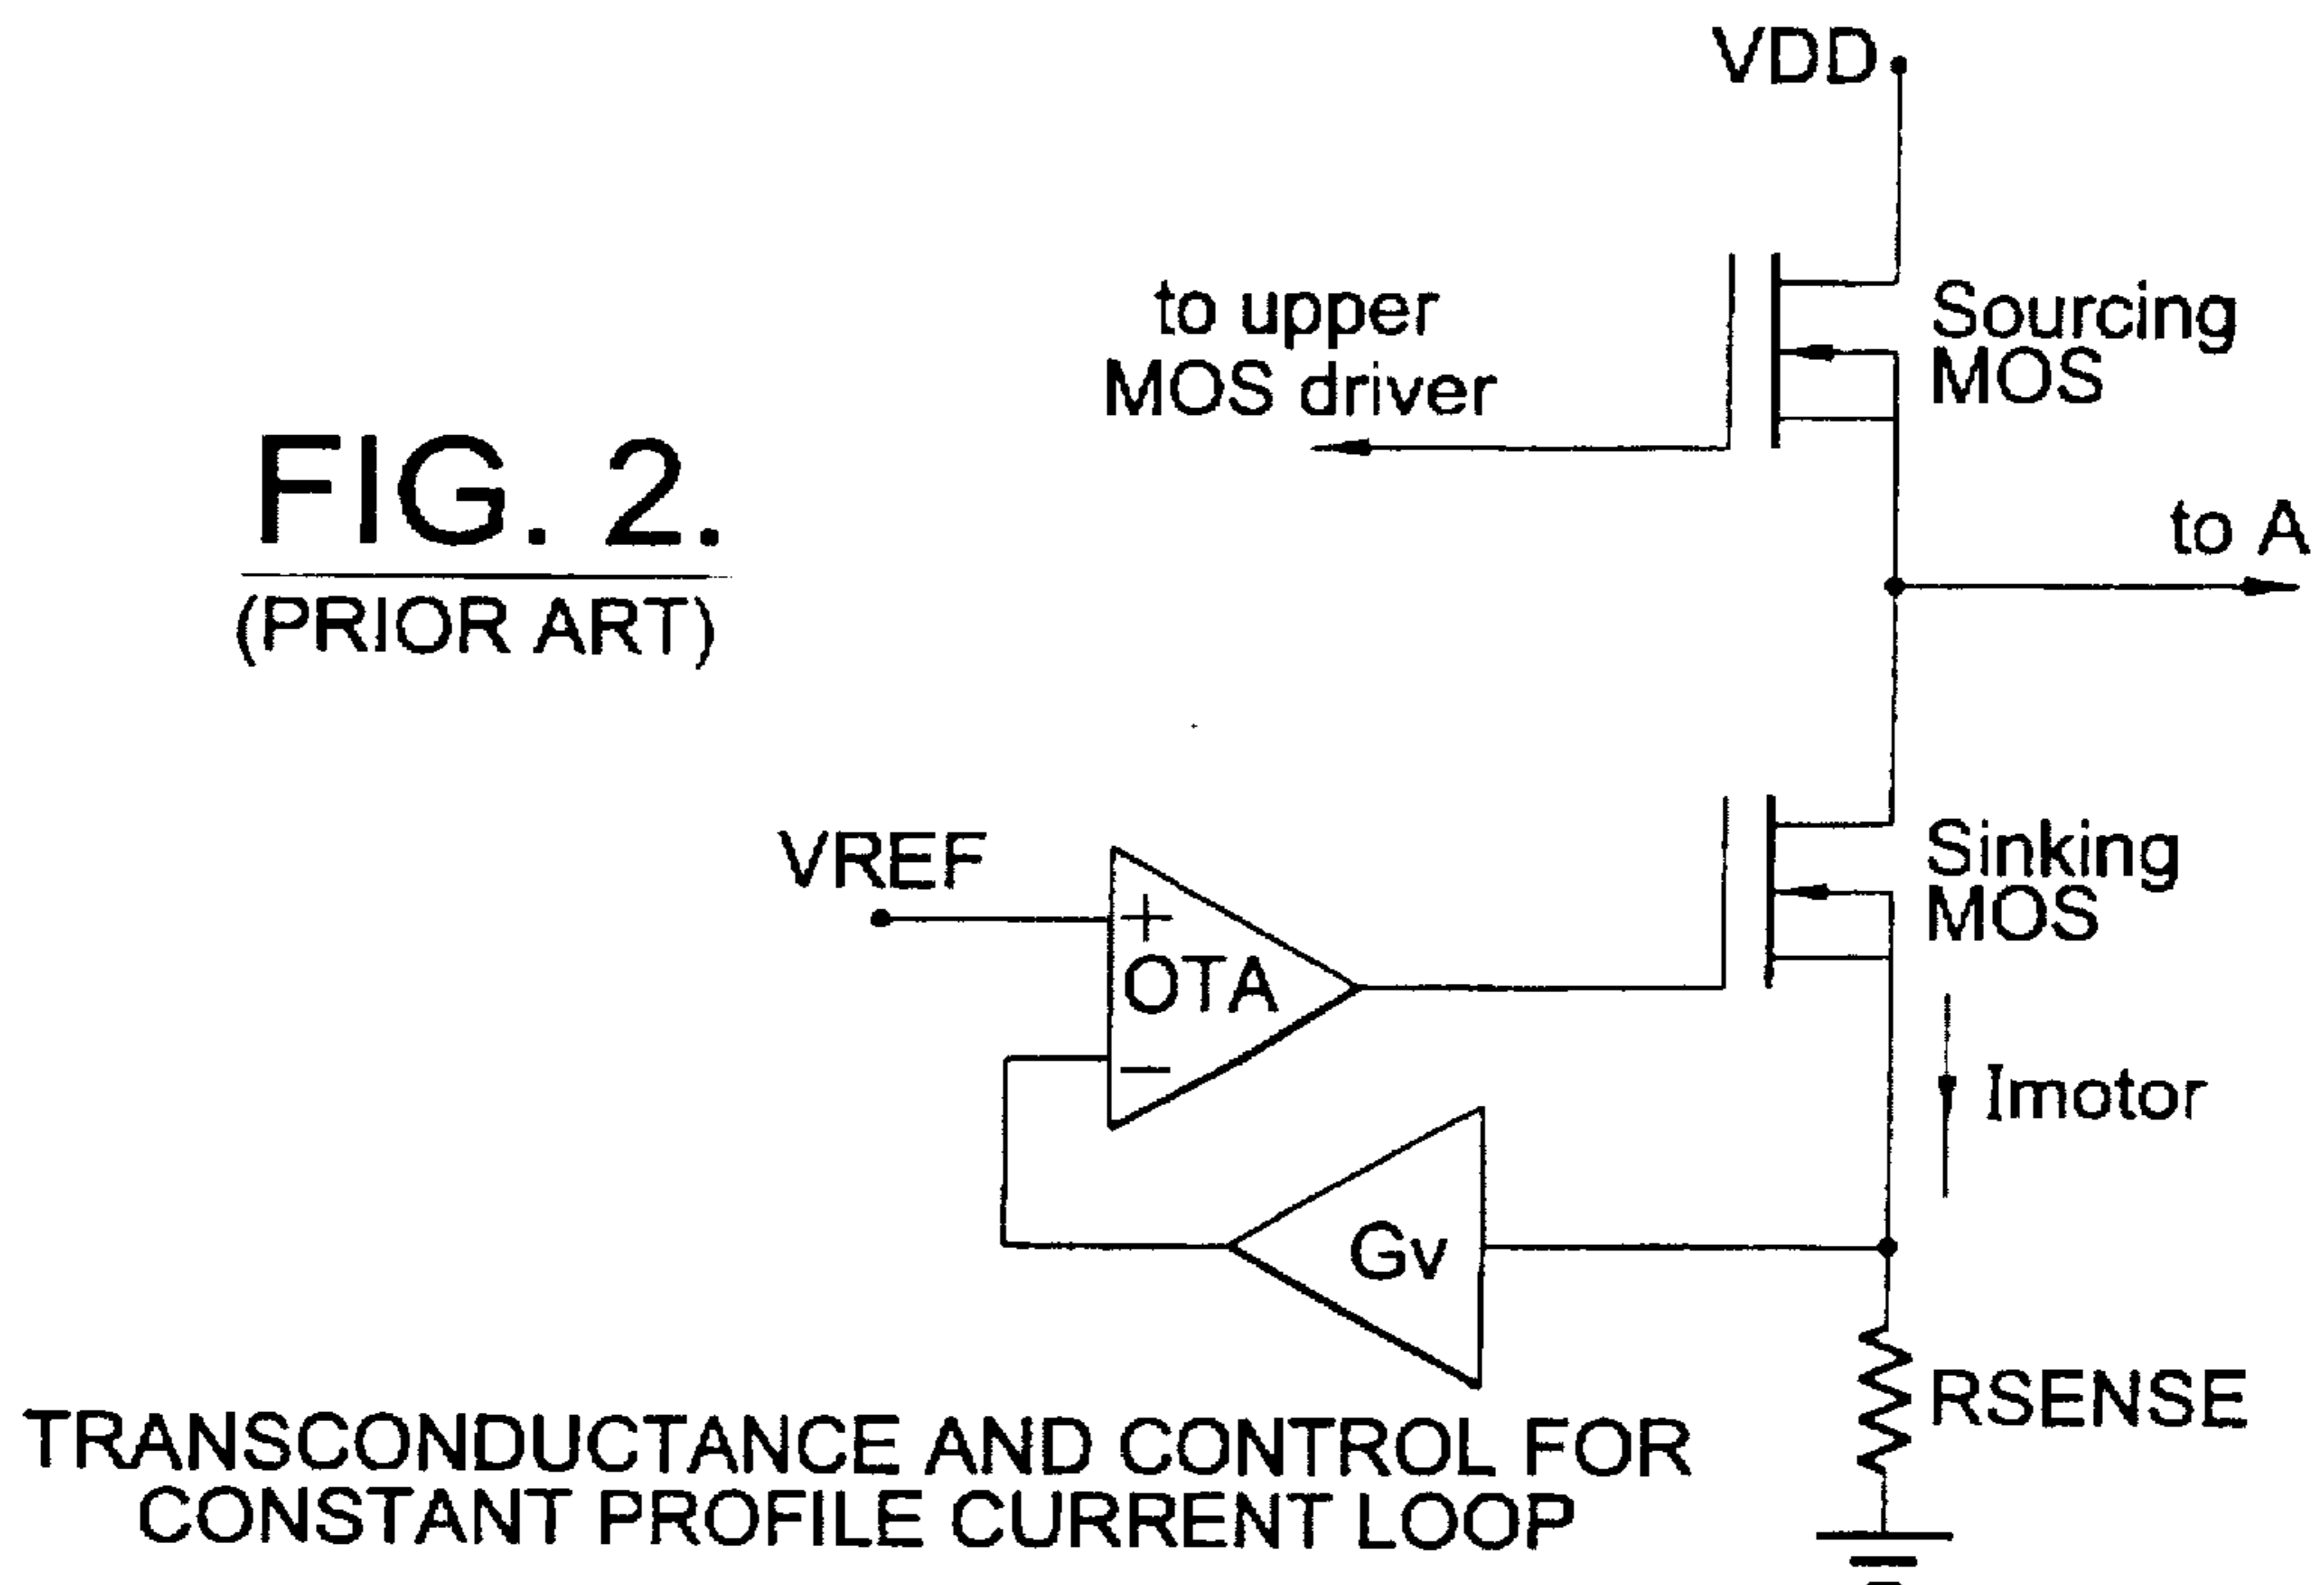 VDD
to upper
MOS driver
Sourcing
MOS
FIG. 2.
(PRIOR ART)
to A
VREF
+
OTA
−
Sinking
MOS
Imotor
Gv
RSENSE
TRANSCONDUCTANCE AND CONTROL FOR
CONSTANT PROFILE CURRENT LOOP